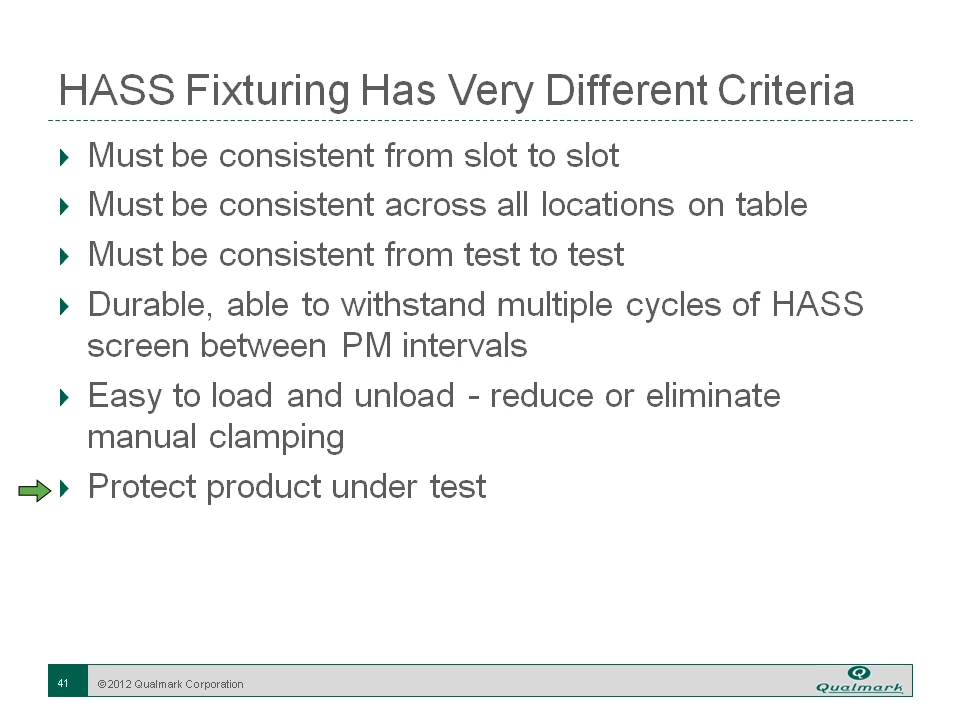 HASS Fixturing Has Very Different Criteria
Must be consistent from slot to slot
Must be consistent across all locations on table
Must be consistent from test to test
Durable, able to withstand multiple cycles of HASS
screen between PM intervals
Easy to load and unload - reduce or eliminate
manual clamping
Protect product under test
41
©2012 Qualmark Corporation
Qualmark